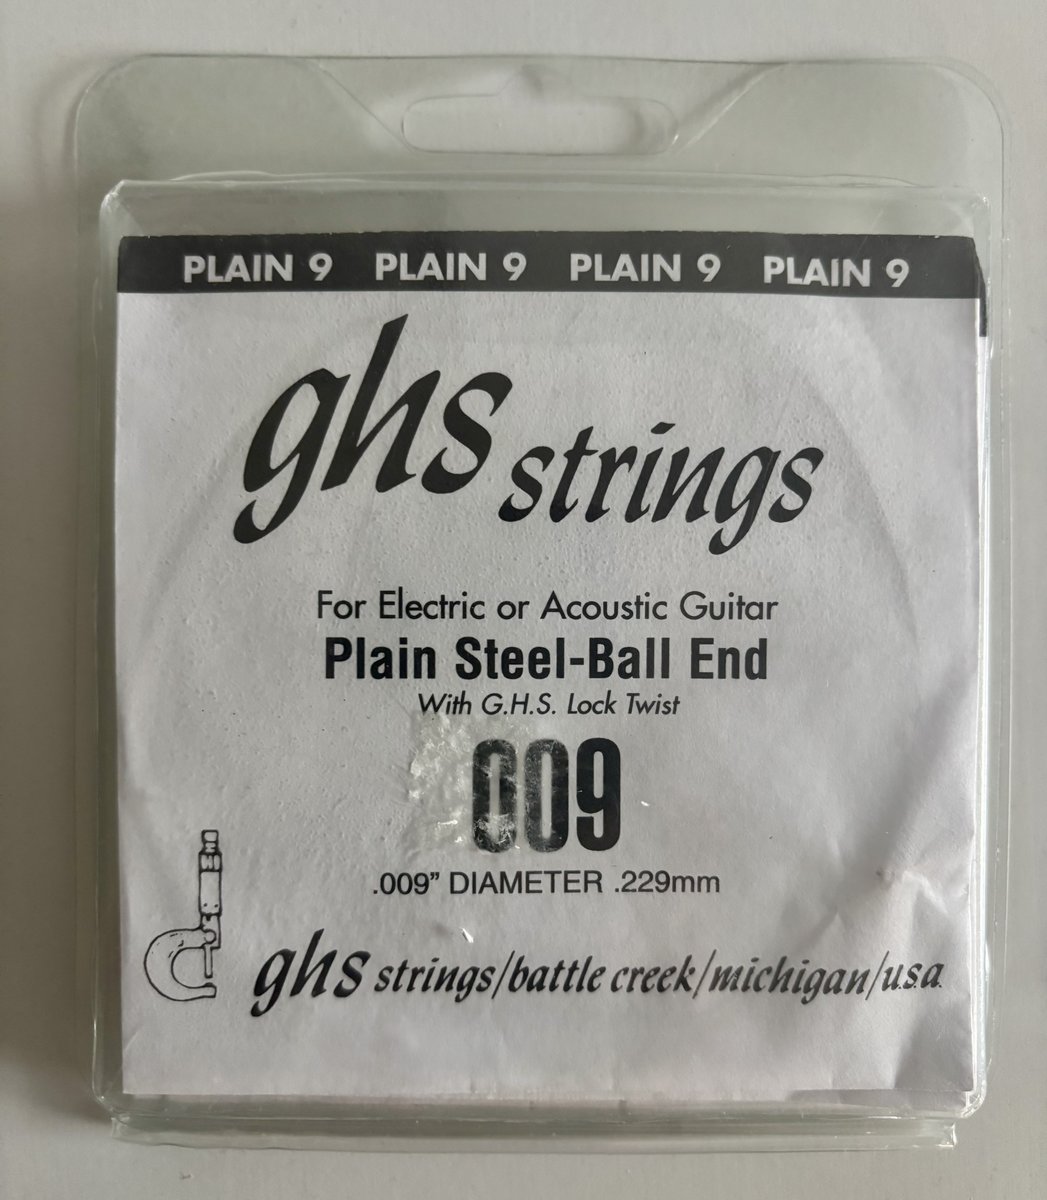 PLAIN 9 PLAIN 9 PLAIN 9 PLAIN 9
ghs strings
For Electric or Acoustic Guitar
Plain Steel-Ball End
With G.H.S. Lock Twist
009
.009” DIAMETER .229mm
ghs strings/battle creek/michigan/u.s.a.